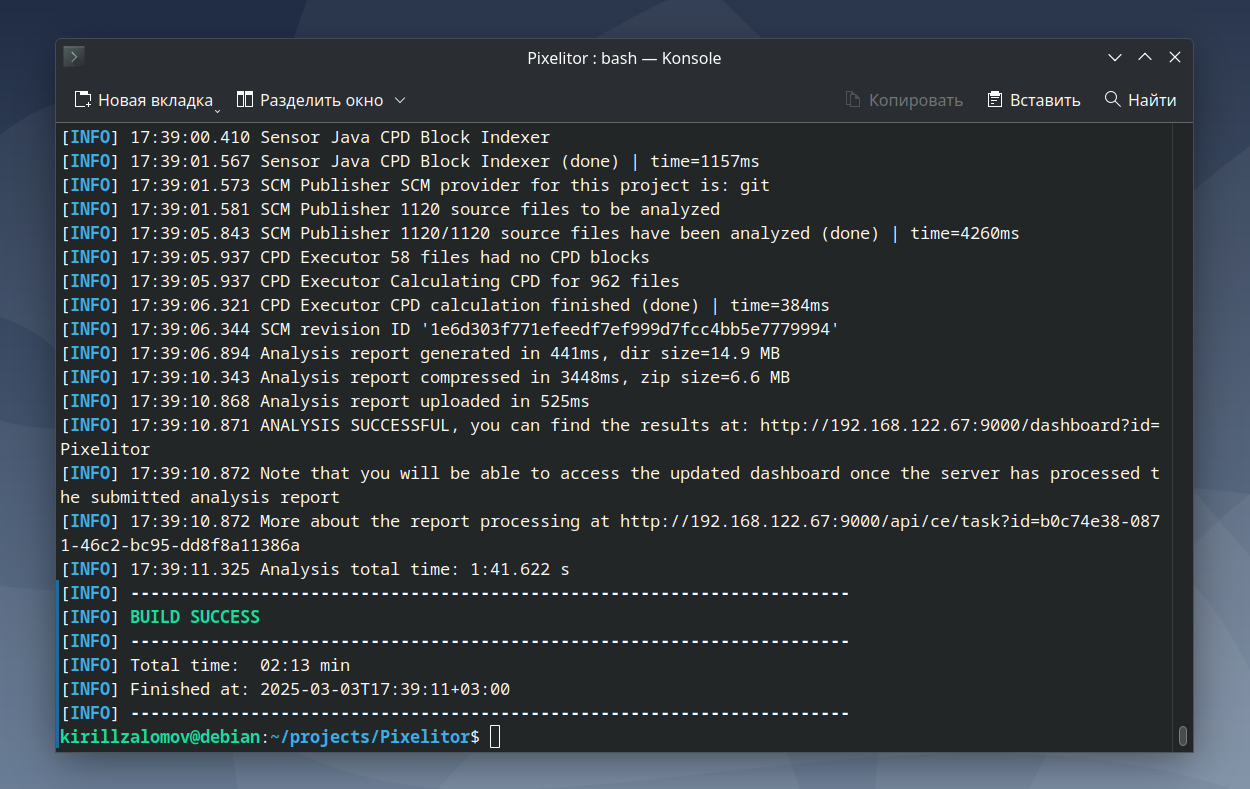 Pixelitor : bash — Konsole
Новая вкладка Разделить окно Копировать Вставить Найти
[INFO] 17:39:00.410 Sensor Java CPD Block Indexer
[INFO] 17:39:01.567 Sensor Java CPD Block Indexer (done) | time=1157ms
[INFO] 17:39:01.573 SCM Publisher SCM provider for this project is: git
[INFO] 17:39:01.581 SCM Publisher 1120 source files to be analyzed
[INFO] 17:39:05.843 SCM Publisher 1120/1120 source files have been analyzed (done) | time=4260ms
[INFO] 17:39:05.937 CPD Executor 58 files had no CPD blocks
[INFO] 17:39:05.937 CPD Executor Calculating CPD for 962 files
[INFO] 17:39:06.321 CPD Executor CPD calculation finished (done) | time=384ms
[INFO] 17:39:06.344 SCM revision ID '1e6d303f771efeedf7ef999d7fcc4bb5e7779994'
[INFO] 17:39:06.894 Analysis report generated in 441ms, dir size=14.9 MB
[INFO] 17:39:10.343 Analysis report compressed in 3448ms, zip size=6.6 MB
[INFO] 17:39:10.868 Analysis report uploaded in 525ms
[INFO] 17:39:10.871 ANALYSIS SUCCESSFUL, you can find the results at: http://192.168.122.67:9000/dashboard?id=
Pixelitor
[INFO] 17:39:10.872 Note that you will be able to access the updated dashboard once the server has processed t
he submitted analysis report
[INFO] 17:39:10.872 More about the report processing at http://192.168.122.67:9000/api/ce/task?id=b0c74e38-087
1-46c2-bc95-dd8f8a11386a
[INFO] 17:39:11.325 Analysis total time: 1:41.622 s
[INFO] ------------------------------------------------------------------------
[INFO] BUILD SUCCESS
[INFO] ------------------------------------------------------------------------
[INFO] Total time:  02:13 min
[INFO] Finished at: 2025-03-03T17:39:11+03:00
[INFO] ------------------------------------------------------------------------
kirillzalomov@debian:~/projects/Pixelitor$